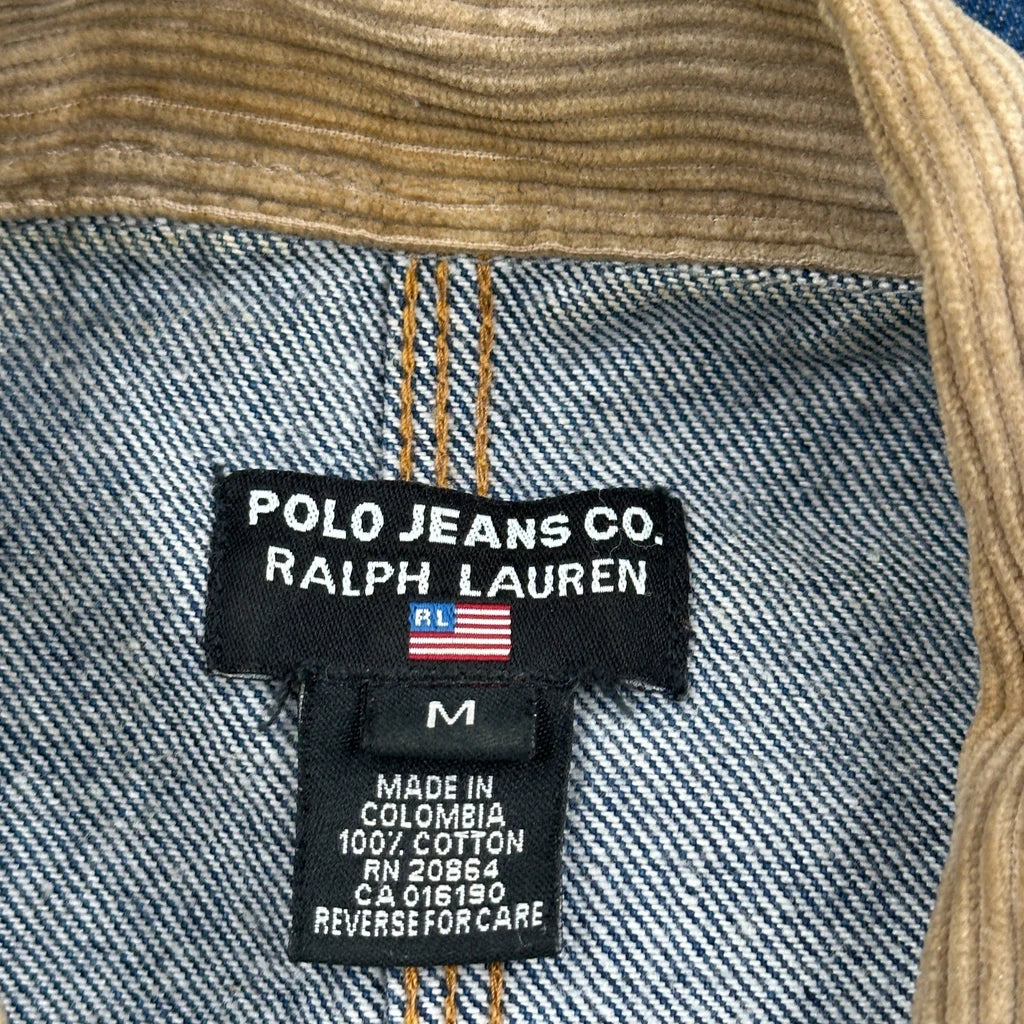 POLO JEANS CO.
RALPH LAUREN
RL
M
MADE IN
COLOMBIA
100% COTTON
RN 20864
CA 016190
REVERSE FOR CARE